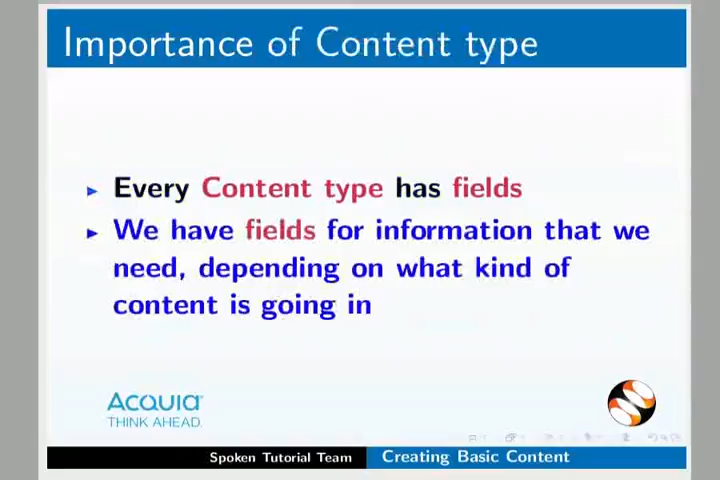 Importance of Content type
Every Content type has fields
We have fields for information that we
need, depending on what kind of
content is going in
ACQUIA
THINK AHEAD.
Spoken Tutorial Team
Creating Basic Content